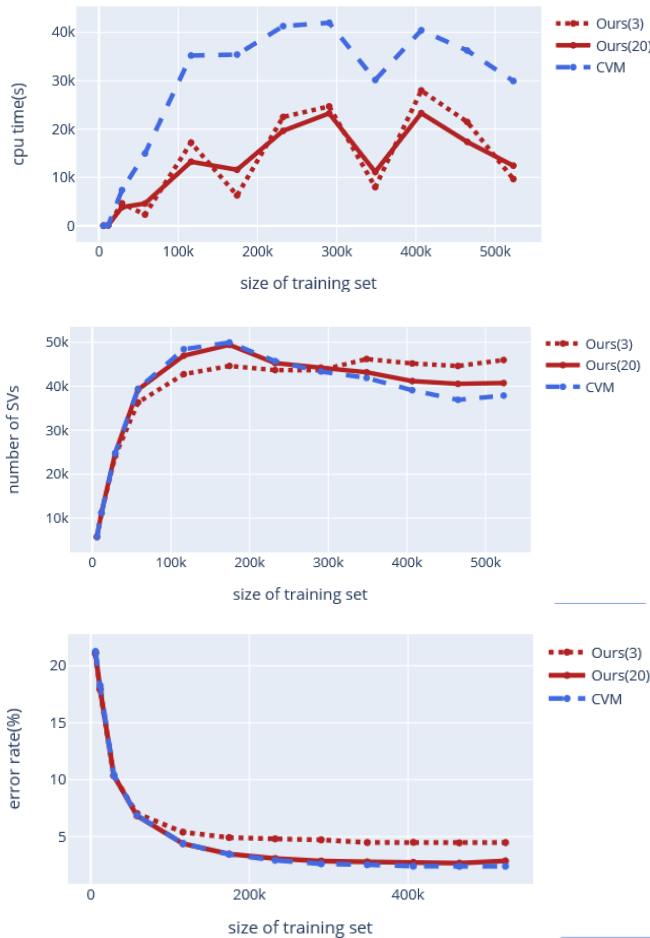 40k
30k
20k
10k
0
cpu time(s)
0
100k
200k
300k
400k
500k
size of training set
Ours(3)
Ours(20)
CVM
50k
40k
30k
20k
10k
number of SVs
0
100k
200k
300k
400k
500k
size of training set
Ours(3)
Ours(20)
CVM
20
15
10
5
error rate(%)
0
200k
400k
size of training set
Ours(3)
Ours(20)
CVM